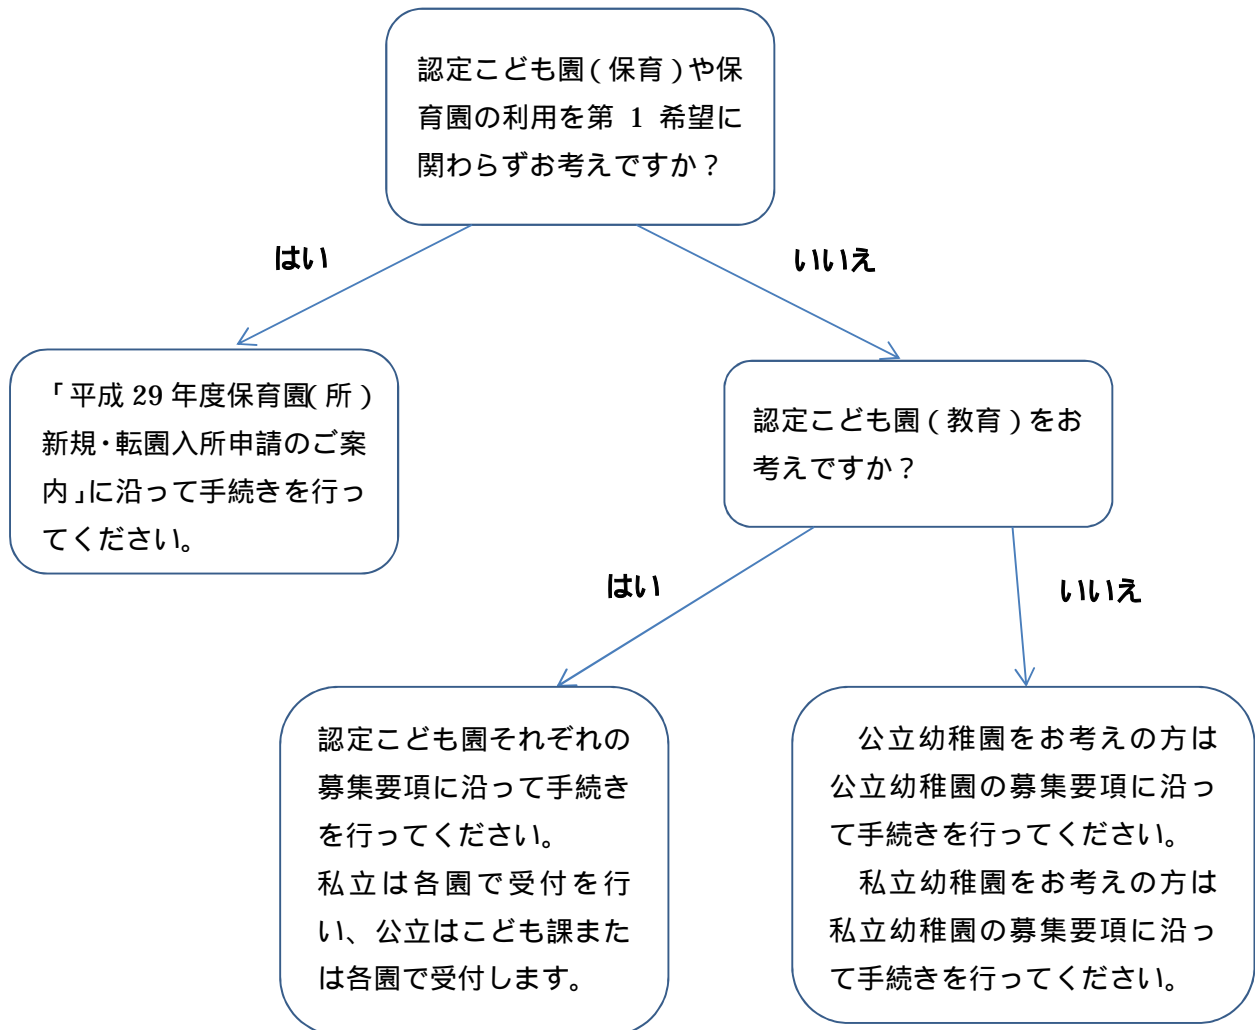 認定こども園(保育)や保
育園の利用を第 1 希望に
関わらずお考えですか？
はい
いいえ
「平成 29 年度保育園(所)
新規・転園入所申請のご案
内」に沿って手続きを行っ
てください。
認定こども園(教育)をお
考えですか？
はい
いいえ
認定こども園それぞれの
募集要項に沿って手続き
を行ってください。
私立は各園で受付を行
い、公立はこども課また
は各園で受付します。
公立幼稚園をお考えの方は
公立幼稚園の募集要項に沿っ
て手続きを行ってください。
私立幼稚園をお考えの方は
私立幼稚園の募集要項に沿っ
て手続きを行ってください。